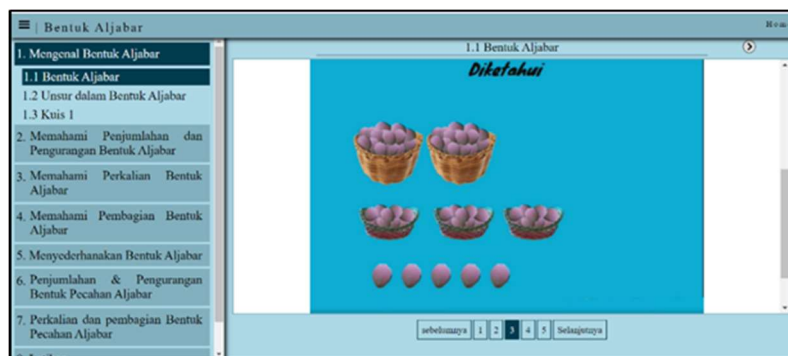 ≡ | Bentuk Aljabar
Hom
1. Mengenal Bentuk Aljabar
1.1 Bentuk Aljabar
1.2 Unsur dalam Bentuk Aljabar
1.3 Kuis 1
2. Memahami Penjumlahan dan
Pengurangan Bentuk Aljabar
3. Memahami Perkalian Bentuk
Aljabar
4. Memahami Pembagian Bentuk
Aljabar
5. Menyederhanakan Bentuk Aljabar
6. Penjumlahan & Pengurangan
Bentuk Pecahan Aljabar
7. Perkalian dan pembagian Bentuk
Pecahan Aljabar
1.1 Bentuk Aljabar
Diketahui
sebelumnya 1 2 3 4 5 Selanjutnya